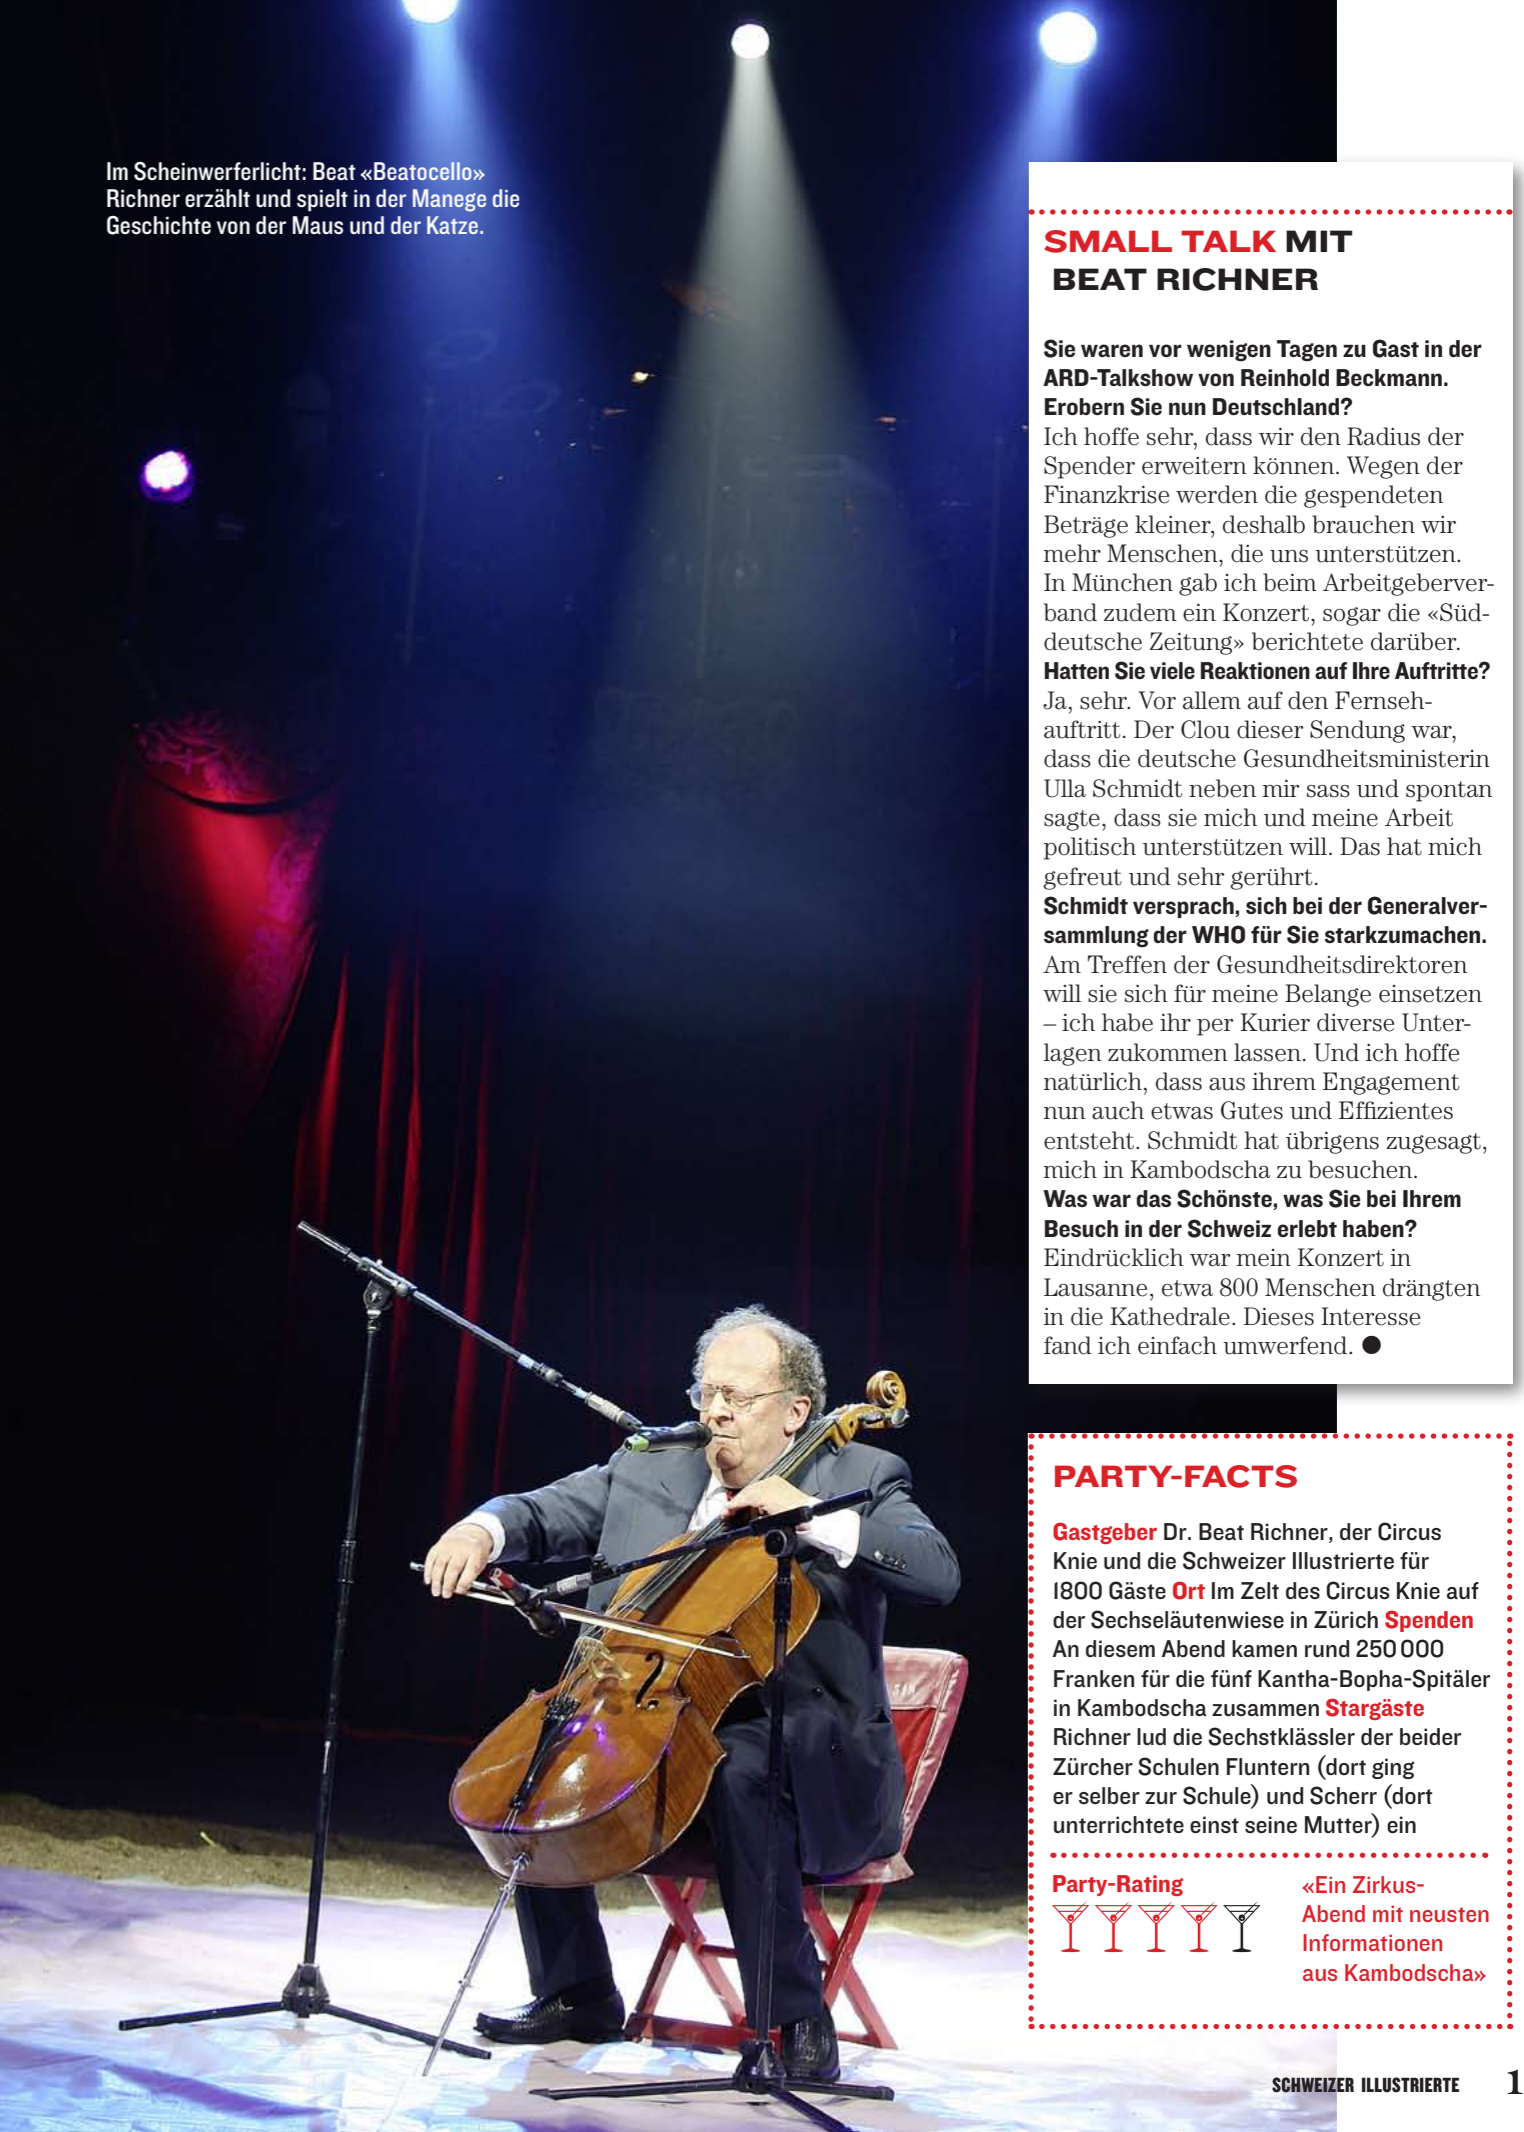 Im Scheinwerferlicht: Beat «Beatocello»
Richner erzählt und spielt in der Manege die
Geschichte von der Maus und der Katze.
SMALL TALK MIT
BEAT RICHNER
Sie waren vor wenigen Tagen zu Gast in der
ARD-Talkshow von Reinhold Beckmann.
Erobern Sie nun Deutschland?
Ich hoffe sehr, dass wir den Radius der
Spender erweitern können. Wegen der
Finanzkrise werden die gespendeten
Beträge kleiner, deshalb brauchen wir
mehr Menschen, die uns unterstützen.
In München gab ich beim Arbeitgeberver-
band zudem ein Konzert, sogar die «Süd-
deutsche Zeitung» berichtete darüber.
Hatten Sie viele Reaktionen auf Ihre Auftritte?
Ja, sehr. Vor allem auf den Fernseh-
auftritt. Der Clou dieser Sendung war,
dass die deutsche Gesundheitsministerin
Ulla Schmidt neben mir sass und spontan
sagte, dass sie mich und meine Arbeit
politisch unterstützen will. Das hat mich
gefreut und sehr gerührt.
Schmidt versprach, sich bei der Generalver-
sammlung der WHO für Sie starkzumachen.
Am Treffen der Gesundheitsdirektoren
will sie sich für meine Belange einsetzen
– ich habe ihr per Kurier diverse Unter-
lagen zukommen lassen. Und ich hoffe
natürlich, dass aus ihrem Engagement
nun auch etwas Gutes und Effizientes
entsteht. Schmidt hat übrigens zugesagt,
mich in Kambodscha zu besuchen.
Was war das Schönste, was Sie bei Ihrem
Besuch in der Schweiz erlebt haben?
Eindrücklich war mein Konzert in
Lausanne, etwa 800 Menschen drängten
in die Kathedrale. Dieses Interesse
fand ich einfach umwerfend. ●
PARTY-FACTS
Gastgeber Dr. Beat Richner, der Circus
Knie und die Schweizer Illustrierte für
1800 Gäste Ort Im Zelt des Circus Knie auf
der Sechseläutenwiese in Zürich Spenden
An diesem Abend kamen rund 250 000
Franken für die fünf Kantha-Bopha-Spitäler
in Kambodscha zusammen Stargäste
Richner lud die Sechstklässler der beider
Zürcher Schulen Fluntern (dort ging
er selber zur Schule) und Scherr (dort
unterrichtete einst seine Mutter) ein
Party-Rating
«Ein Zirkus-
Abend mit neusten
Informationen
aus Kambodscha»
SCHWEIZER ILLUSTRIERTE 1